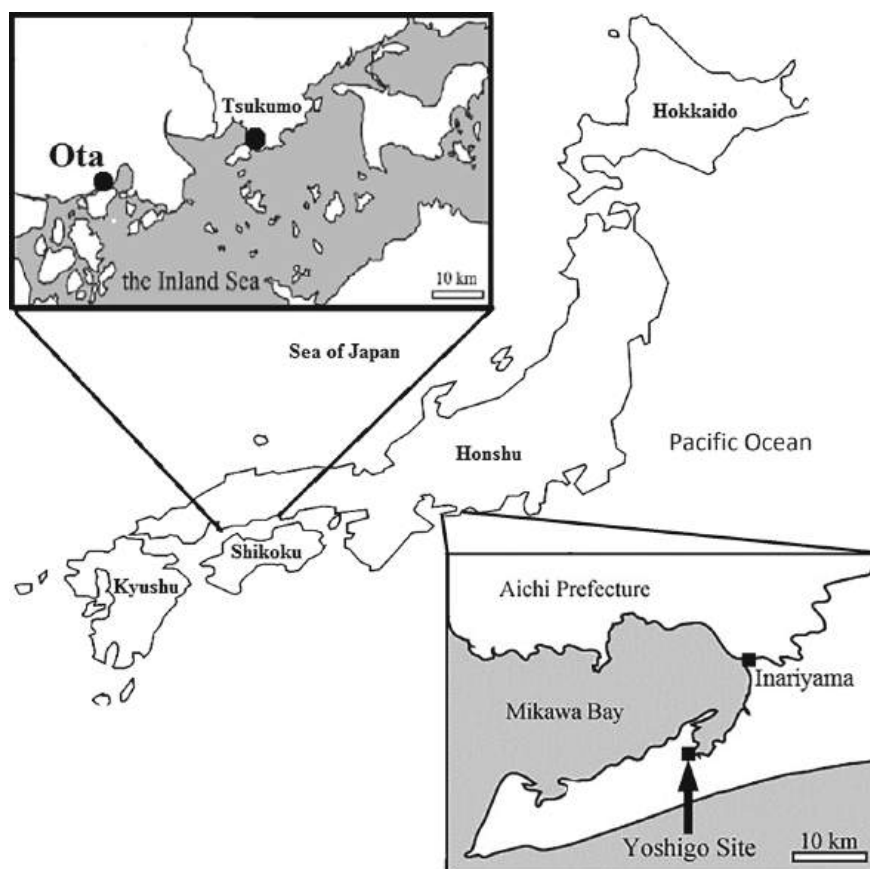 Tsukumo
Ota
the Inland Sea
10 km
Hokkaido
Sea of Japan
Honshu
Pacific Ocean
Shikoku
Kyushu
Aichi Prefecture
Inariyama
Mikawa Bay
Yoshigo Site
10 km